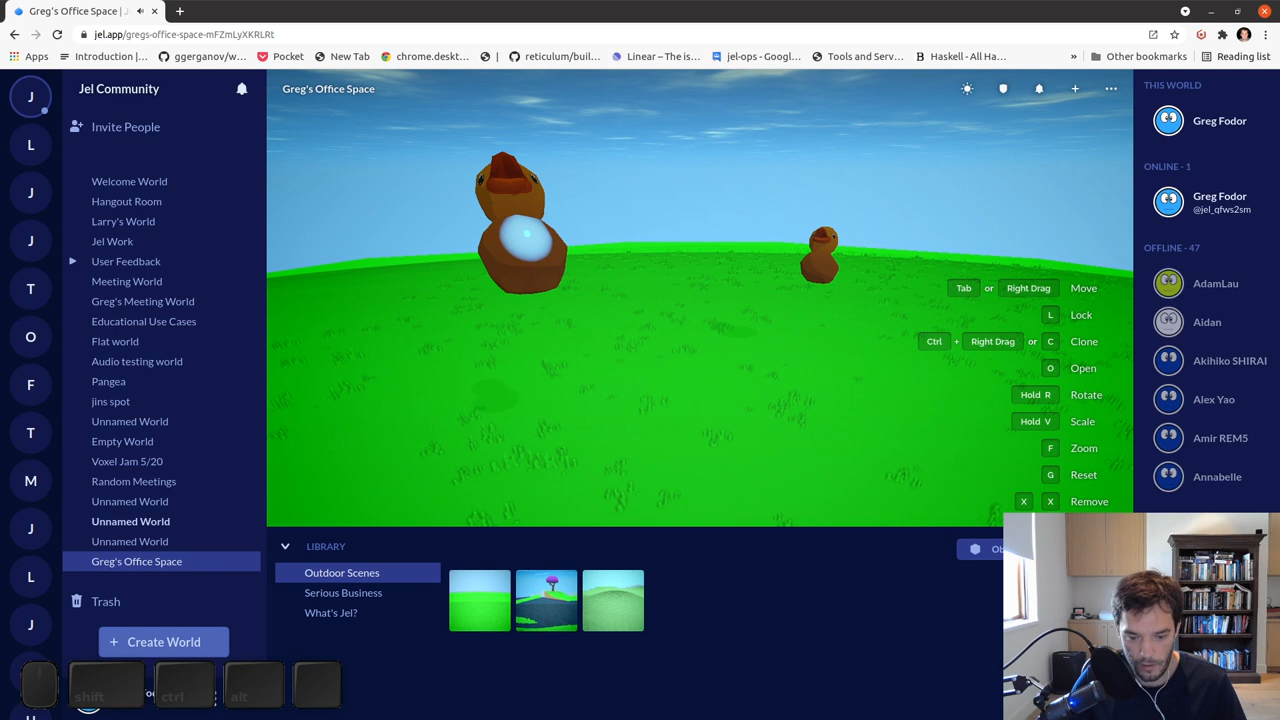 Greg's Office Space | J
jel.app/gregs-office-space-mFZmLyXKRLRt
Apps
Introduction |…
ggerganov/w…
Pocket
New Tab
chrome.deskt…
|
reticulum/buil…
Linear – The is…
jel-ops - Googl…
Tools and Serv…
Haskell - All Ha…
»
Other bookmarks
Reading list
J
L
J
J
T
O
F
T
M
J
L
J
Jel Community
Invite People
Welcome World
Hangout Room
Larry's World
Jel Work
User Feedback
Meeting World
Greg's Meeting World
Educational Use Cases
Flat world
Audio testing world
Pangea
jins spot
Unnamed World
Empty World
Voxel Jam 5/20
Random Meetings
Unnamed World
Unnamed World
Unnamed World
Greg's Office Space
Trash
+ Create World
shift
ctrl
alt
Greg's Office Space
Tab or Right Drag Move
L Lock
Ctrl + Right Drag or C Clone
O Open
Hold R Rotate
Hold V Scale
F Zoom
G Reset
X X Remove
LIBRARY
Outdoor Scenes
Serious Business
What's Jel?
THIS WORLD
Greg Fodor
ONLINE - 1
Greg Fodor
@jel_qfws2sm
OFFLINE - 47
AdamLau
Aidan
Akihiko SHIRAI
Alex Yao
Amir REM5
Annabelle